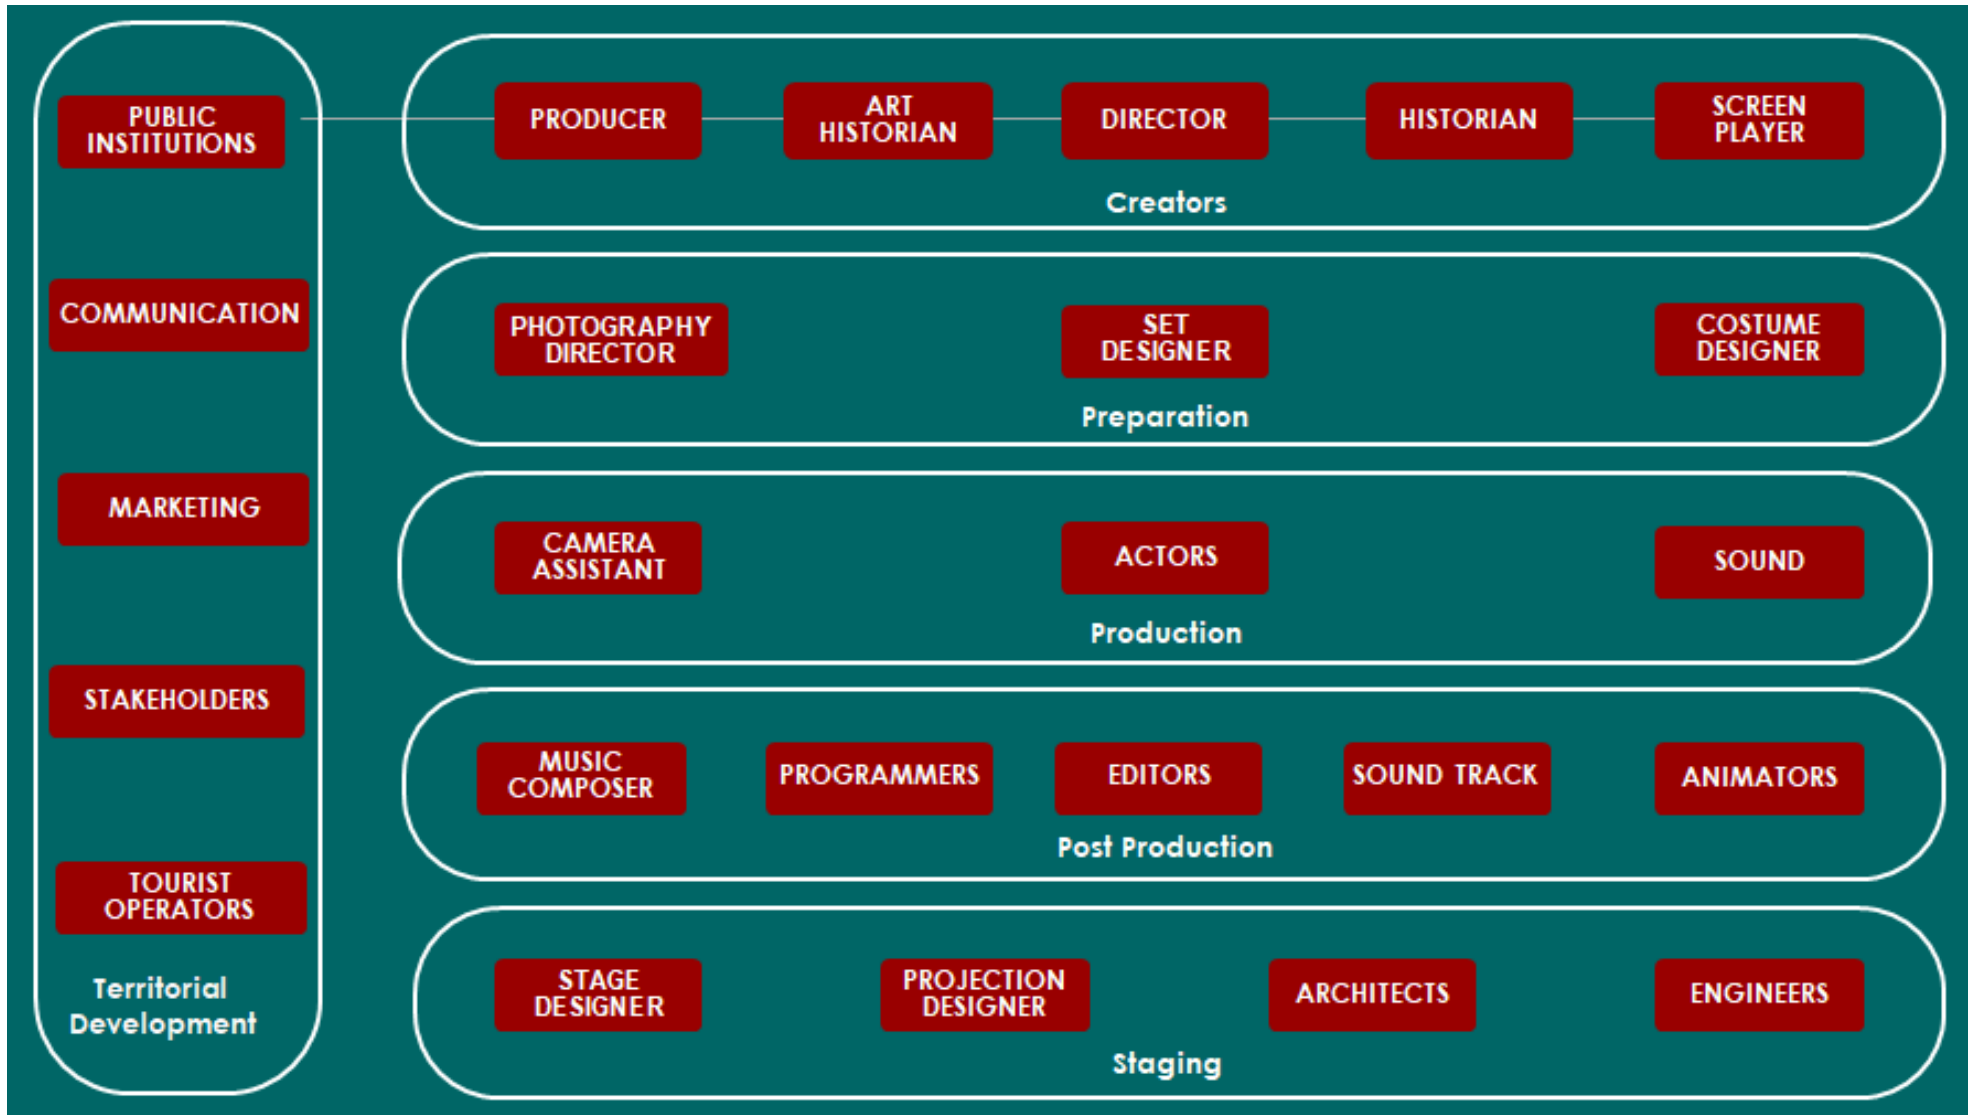 PUBLIC
INSTITUTIONS
COMMUNICATION
MARKETING
STAKEHOLDERS
TOURIST
OPERATORS
Territorial
Development
PRODUCER
ART
HISTORIAN
DIRECTOR
HISTORIAN
SCREEN
PLAYER
Creators
PHOTOGRAPHY
DIRECTOR
SET
DESIGNER
COSTUME
DESIGNER
Preparation
CAMERA
ASSISTANT
ACTORS
SOUND
Production
MUSIC
COMPOSER
PROGRAMMERS
EDITORS
SOUND TRACK
ANIMATORS
Post Production
STAGE
DESIGNER
PROJECTION
DESIGNER
ARCHITECTS
ENGINEERS
Staging